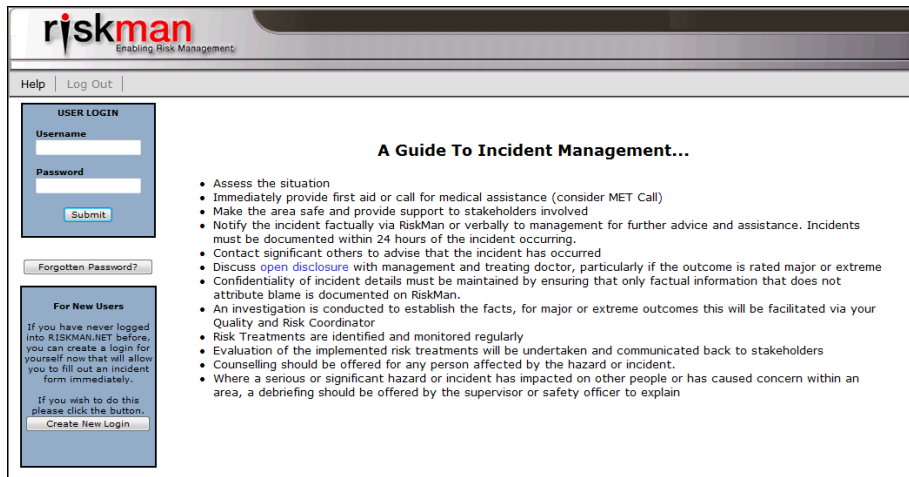 riskman
Enabling Risk Management
Help | Log Out |
USER LOGIN
Username
Password
Submit
Forgotten Password?
For New Users
If you have never logged
into RISKMAN.NET before,
you can create a login for
yourself now that will allow
you to fill out an incident
form immediately.
If you wish to do this
please click the button.
Create New Login
A Guide To Incident Management...
• Assess the situation
• Immediately provide first aid or call for medical assistance (consider MET Call)
• Make the area safe and provide support to stakeholders involved
• Notify the incident factually via RiskMan or verbally to management for further advice and assistance. Incidents
must be documented within 24 hours of the incident occurring.
• Contact significant others to advise that the incident has occurred
• Discuss open disclosure with management and treating doctor, particularly if the outcome is rated major or extreme
• Confidentiality of incident details must be maintained by ensuring that only factual information that does not
attribute blame is documented on RiskMan.
• An investigation is conducted to establish the facts, for major or extreme outcomes this will be facilitated via your
Quality and Risk Coordinator
• Risk Treatments are identified and monitored regularly
• Evaluation of the implemented risk treatments will be undertaken and communicated back to stakeholders
• Counselling should be offered for any person affected by the hazard or incident.
• Where a serious or significant hazard or incident has impacted on other people or has caused concern within an
area, a debriefing should be offered by the supervisor or safety officer to explain